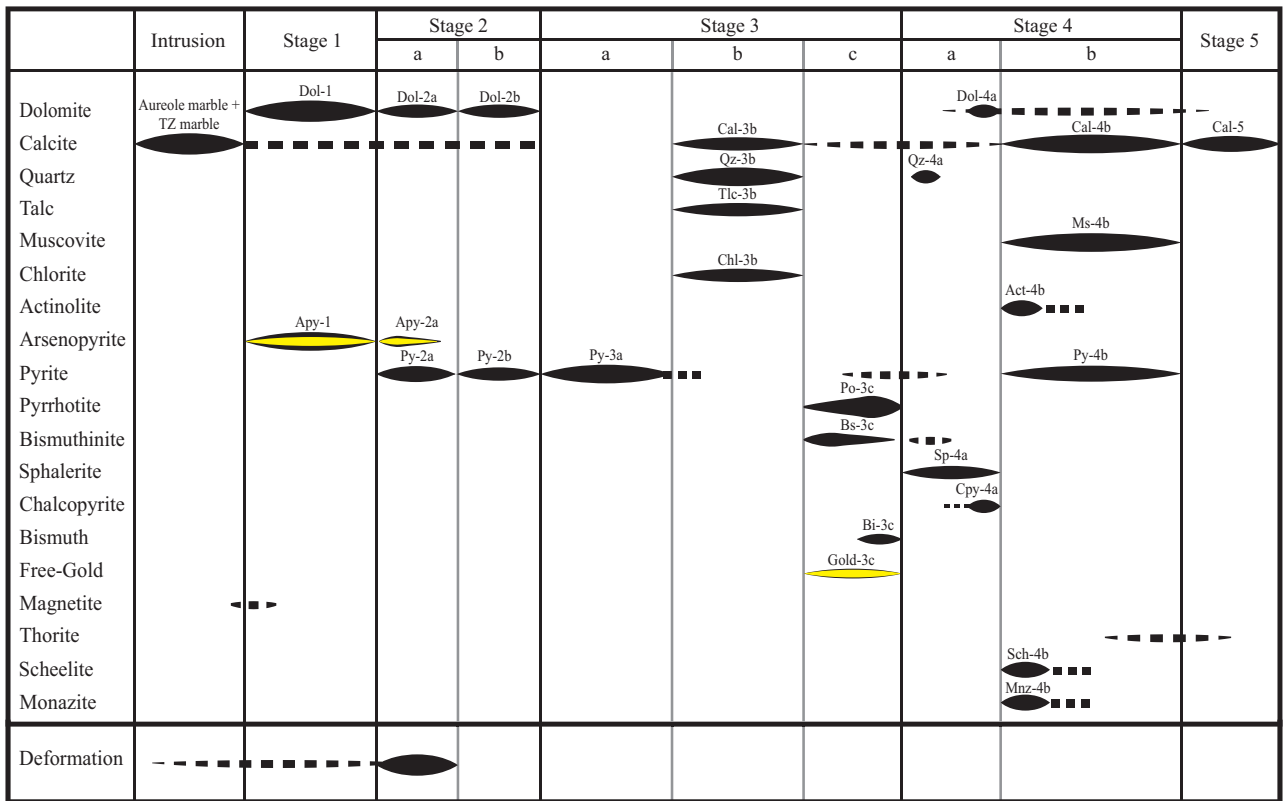 Intrusion
Stage 1
Stage 2
Stage 3
Stage 4
Stage 5
a b a b c a b
Dolomite
Aureole marble +
TZ marble
Dol-1 Dol-2a Dol-2b Dol-4a
Calcite Cal-3b Cal-4b Cal-5
Quartz Qz-3b Qz-4a
Talc Tlc-3b
Muscovite Ms-4b
Chlorite Chl-3b
Actinolite Act-4b
Arsenopyrite Apy-1 Apy-2a
Pyrite Py-2a Py-2b Py-3a Py-4b
Pyrrhotite Po-3c
Bismuthinite Bs-3c
Sphalerite Sp-4a
Chalcopyrite Cpy-4a
Bismuth Bi-3c
Free-Gold Gold-3c
Magnetite
Thorite
Scheelite Sch-4b
Monazite Mnz-4b
Deformation